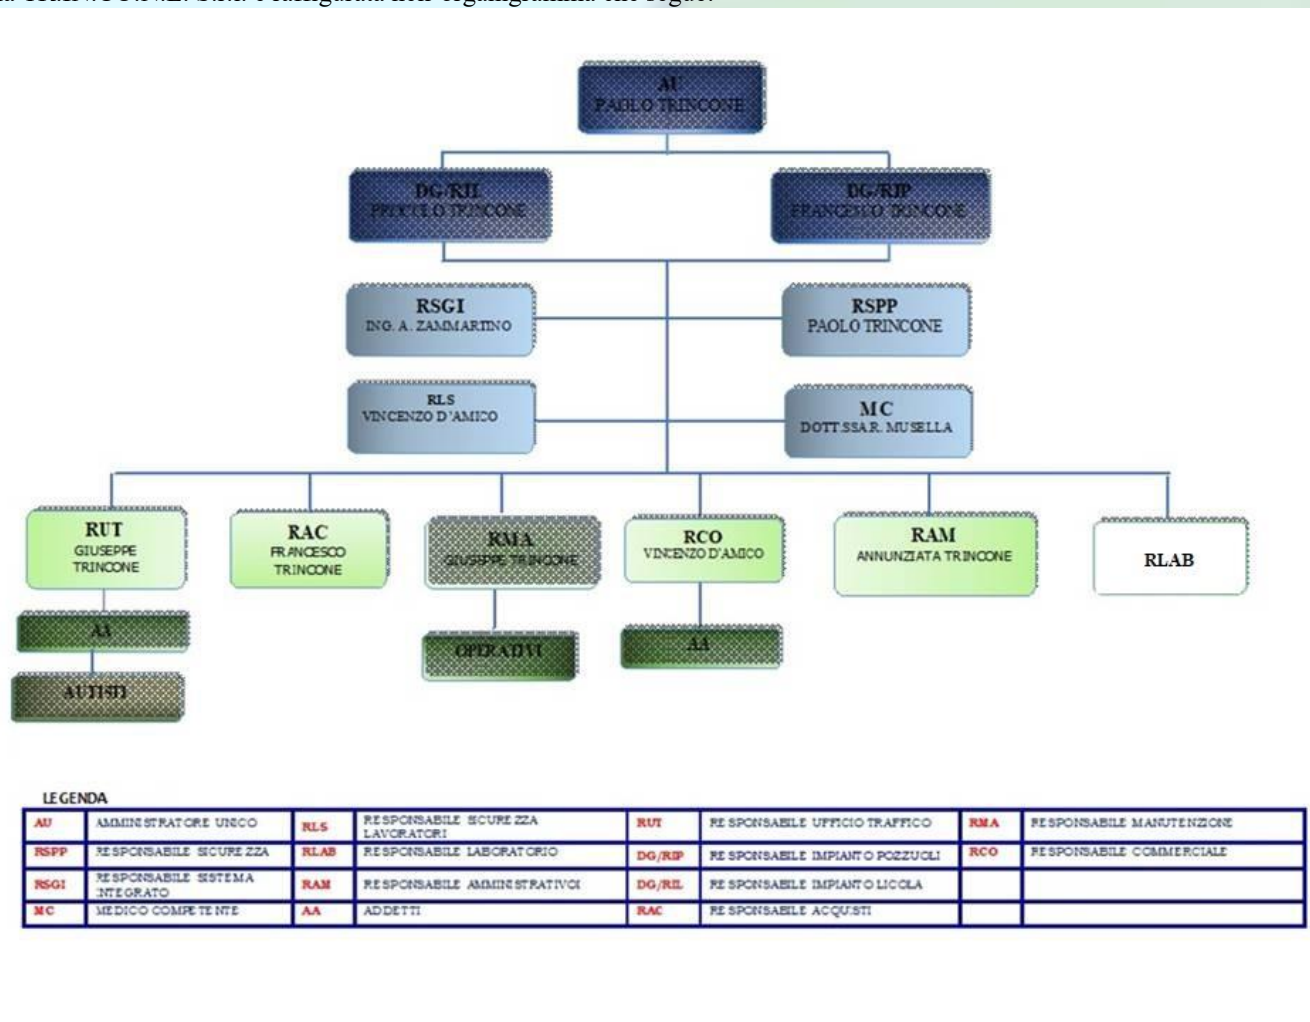 AU
PAOLO TRINCONE
DG/RIL
PROCOLO TRINCONE
DG/RIP
FRANCESCO TRINCONE
RSGI
ING. A. ZAMMARTINO
RSPP
PAOLO TRINCONE
RLS
VINCENZO D'AMICO
MC
DOTT.SSA R. MUSELLA
RUT
GIUSEPPE
TRINCONE
RAC
FRANCESCO
TRINCONE
RMA
GIUSEPPE TRINCONE
RCO
VINCENZO D'AMICO
RAM
ANNUNZIATA TRINCONE
RLAB
AA
AUTISTI
OPERATIVI
AA
LEGENDA
AU AMMINISTRATORE UNICO RLS RESPONSABILE SICUREZZA LAVORATORI RUT RESPONSABILE UFFICIO TRAFFICO RMA RESPONSABILE MANUTENZIONE
RSPP RESPONSABILE SICUREZZA RLAB RESPONSABILE LABORATORIO DG/RIP RESPONSABILE IMPIANTO POZZUOLI RCO RESPONSABILE COMMERCIALE
RSGI RESPONSABILE SISTEMA INTEGRATO RAM RESPONSABILE AMMINISTRATIVO DG/RIL RESPONSABILE IMPIANTO LICOLA
MC MEDICO COMPETENTE AA ADDETTI RAC RESPONSABILE ACQUISTI